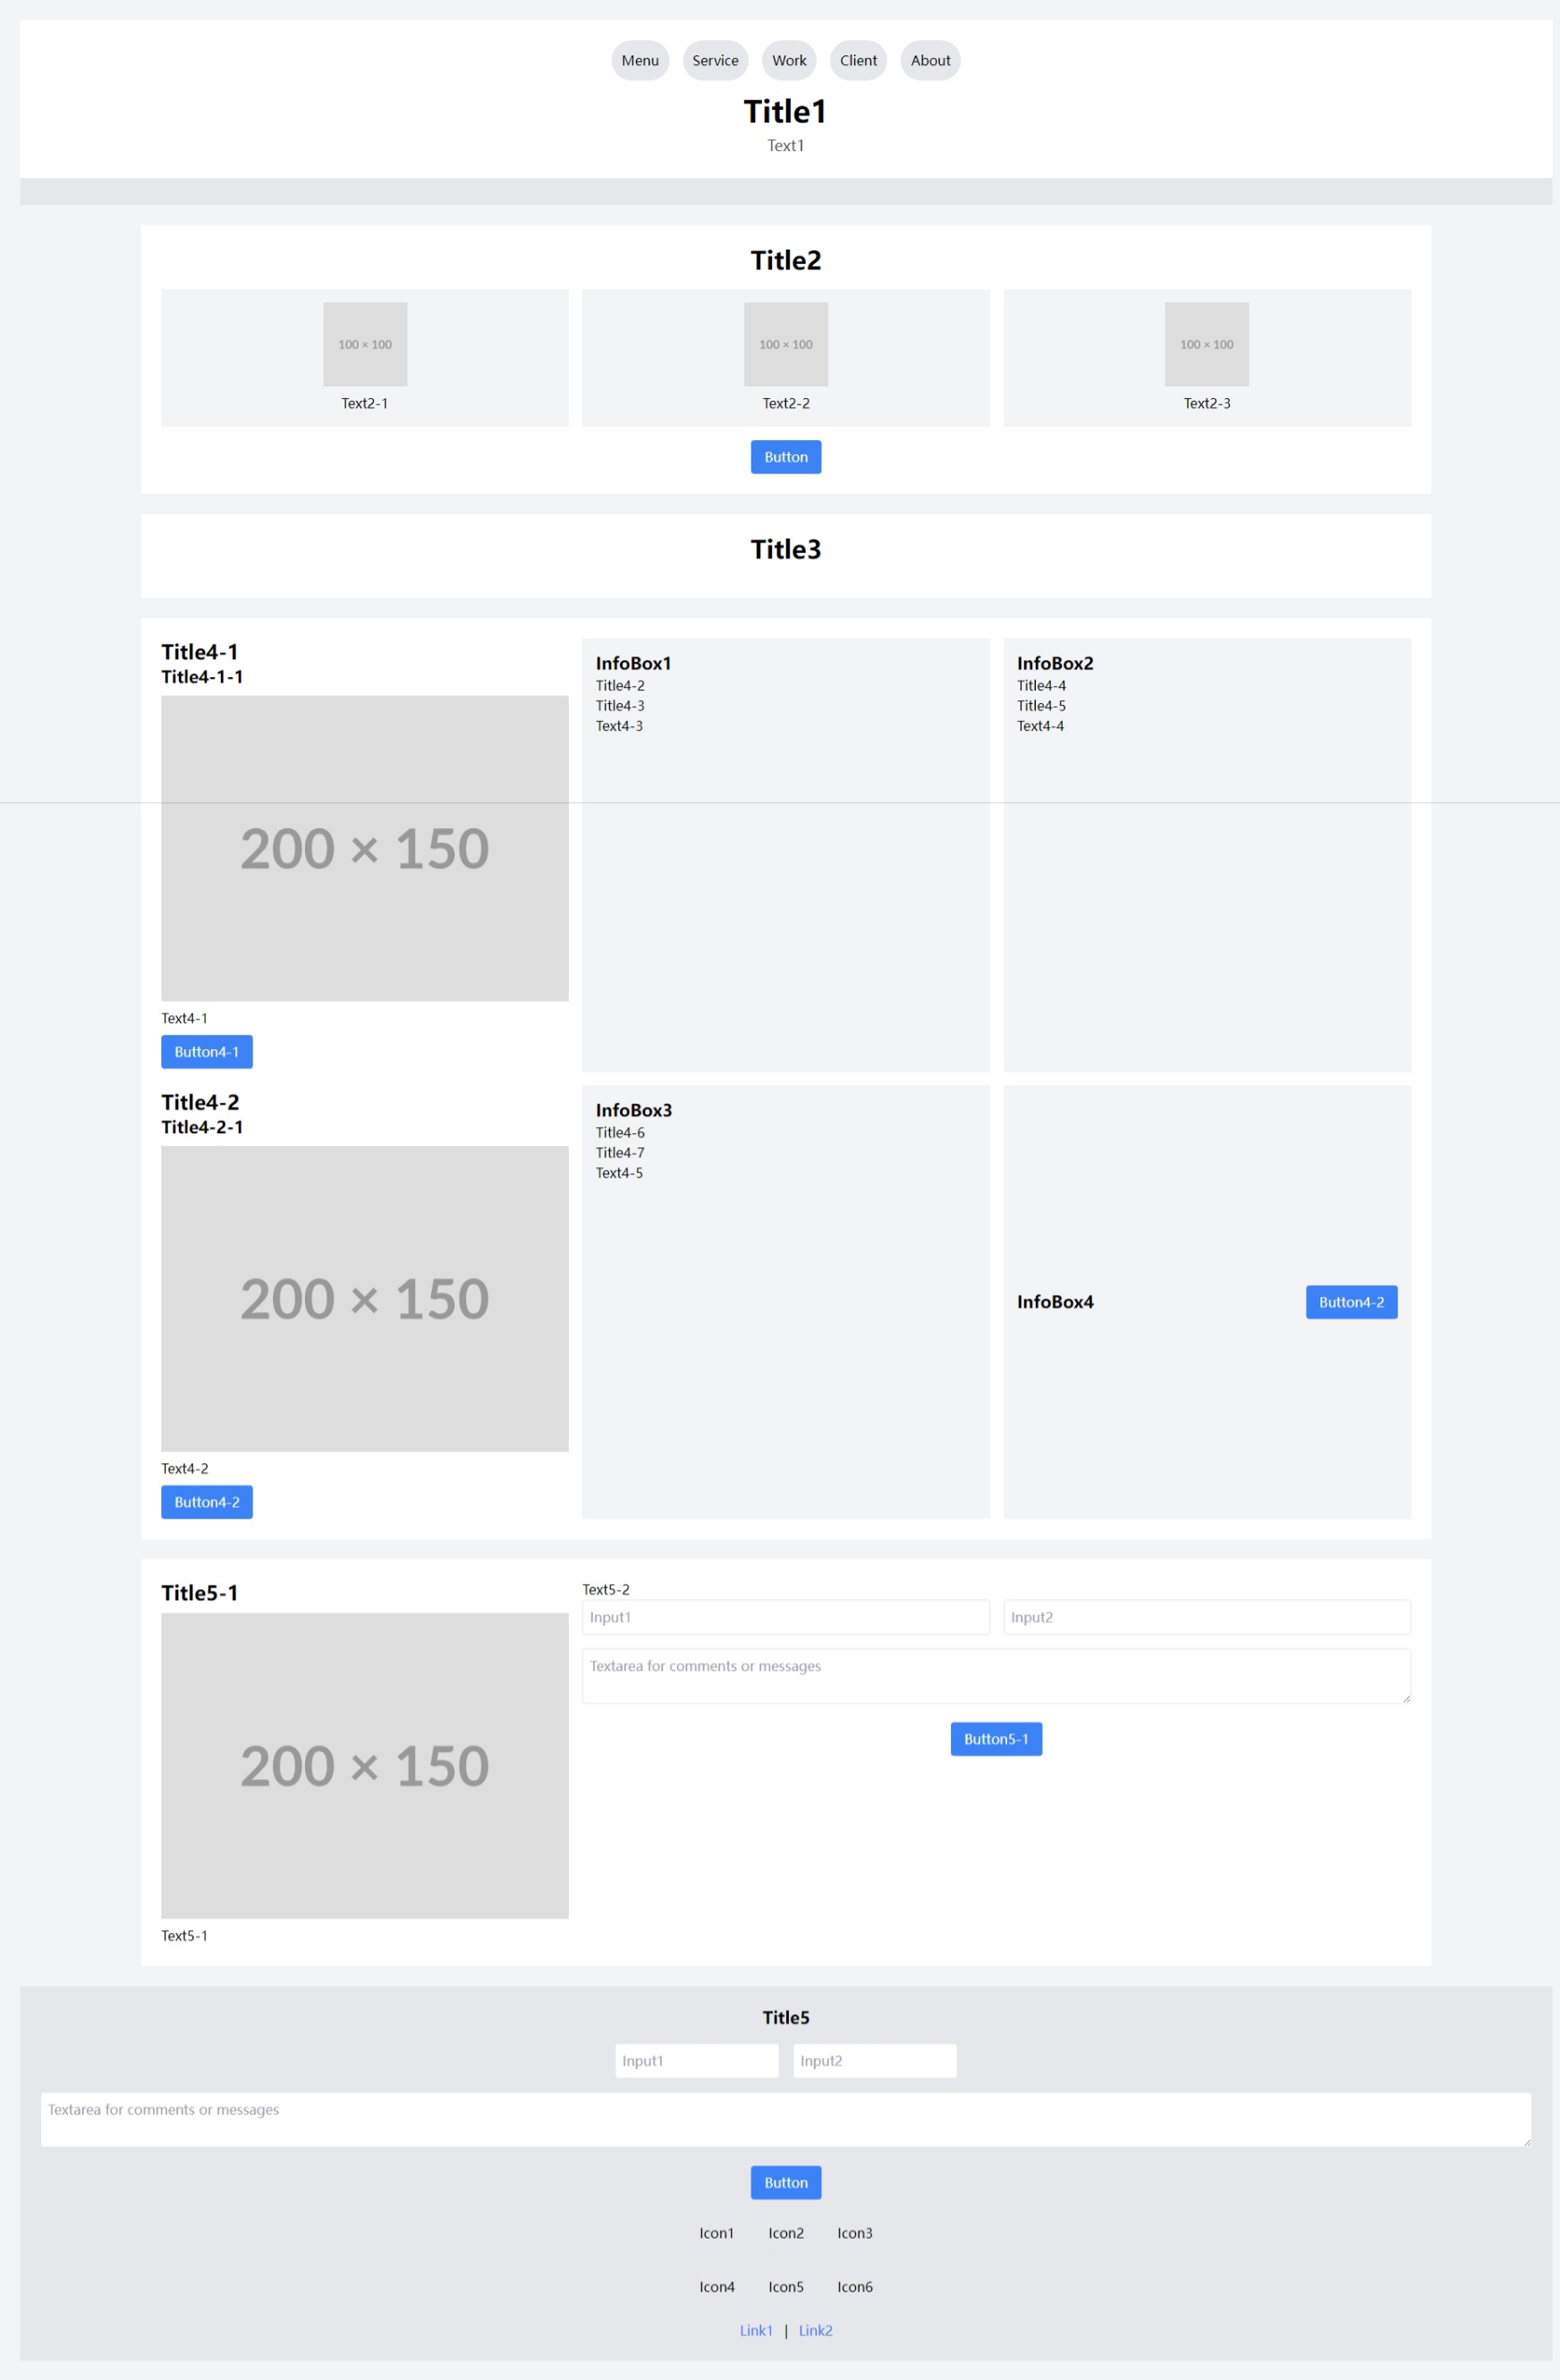 Menu Service Work Client About
Title1
Text1
Title2
100 × 100 100 × 100 100 × 100
Text2-1 Text2-2 Text2-3
Button
Title3
Title4-1
Title4-1-1
200 × 150
Text4-1
Button4-1
InfoBox1
Title4-2
Title4-3
Text4-3
InfoBox2
Title4-4
Title4-5
Text4-4
Title4-2
Title4-2-1
200 × 150
Text4-2
Button4-2
InfoBox3
Title4-6
Title4-7
Text4-5
InfoBox4 Button4-2
Title5-1
200 × 150
Text5-1
Text5-2
Input1 Input2
Textarea for comments or messages
Button5-1
Title5
Input1 Input2
Textarea for comments or messages
Button
Icon1 Icon2 Icon3
Icon4 Icon5 Icon6
Link1 | Link2